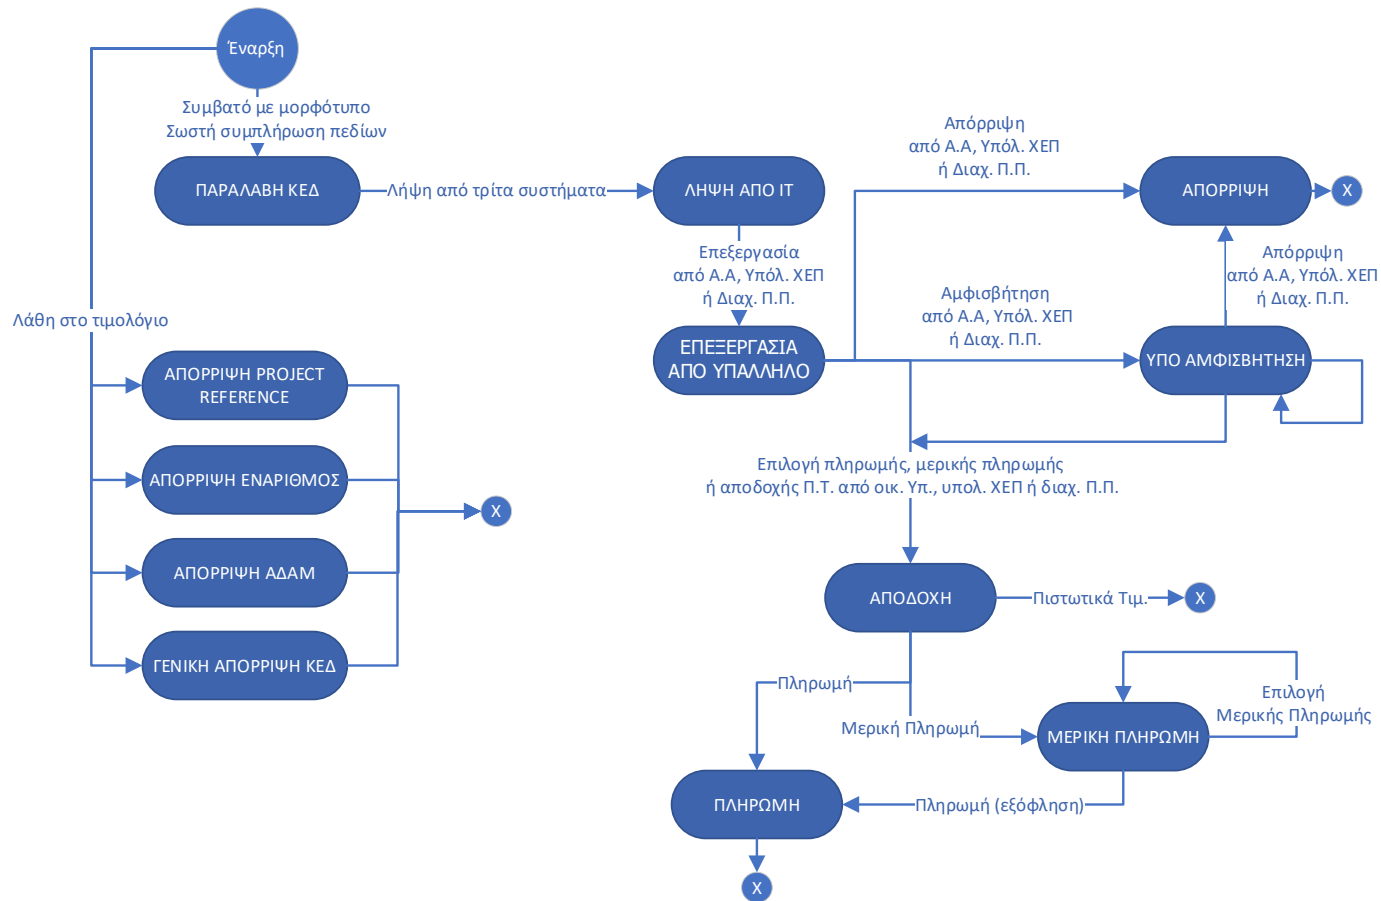 Έναρξη
Συμβατό με μορφότυπο
Σωστή συμπλήρωση πεδίων
ΠΑΡΑΛΑΒΗ ΚΕΔ
Λήψη από τρίτα συστήματα
ΛΗΨΗ ΑΠΟ ΙΤ
Απόρριψη
από Α.Α, Υπόλ. ΧΕΠ
ή Διαχ. Π.Π.
ΑΠΟΡΡΙΨΗ
X
Επεξεργασία
από Α.Α, Υπόλ. ΧΕΠ
ή Διαχ. Π.Π.
Απόρριψη
από Α.Α, Υπόλ. ΧΕΠ
ή Διαχ. Π.Π.
Αμφισβήτηση
από Α.Α, Υπόλ. ΧΕΠ
ή Διαχ. Π.Π.
Λάθη στο τιμολόγιο
ΕΠΕΞΕΡΓΑΣΙΑ
ΑΠΟ ΥΠΑΛΛΗΛΟ
ΥΠΟ ΑΜΦΙΣΒΗΤΗΣΗ
ΑΠΟΡΡΙΨΗ PROJECT
REFERENCE
ΑΠΟΡΡΙΨΗ ΕΝΑΡΙΘΜΟΣ
X
ΑΠΟΡΡΙΨΗ ΑΔΑΜ
ΓΕΝΙΚΗ ΑΠΟΡΡΙΨΗ ΚΕΔ
Επιλογή πληρωμής, μερικής πληρωμής
ή αποδοχής Π.Τ. από οικ. Υπ., υπολ. ΧΕΠ ή διαχ. Π.Π.
ΑΠΟΔΟΧΗ
Πιστωτικά Τιμ.
X
Πληρωμή
Μερική Πληρωμή
ΜΕΡΙΚΗ ΠΛΗΡΩΜΗ
Επιλογή
Μερικής Πληρωμής
ΠΛΗΡΩΜΗ
Πληρωμή (εξόφληση)
X